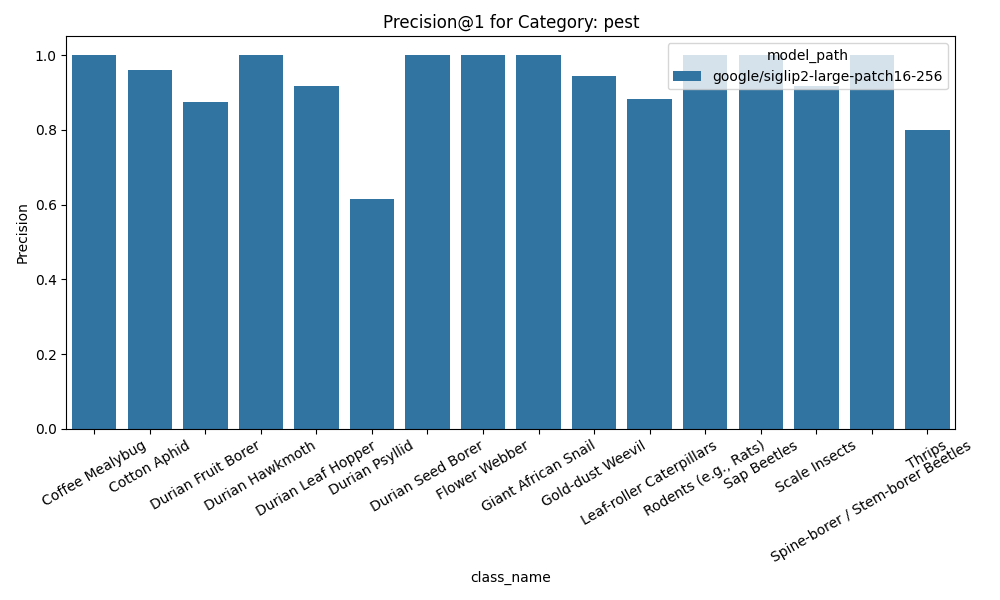 Precision@1 for Category: pest
model_path
google/siglip2-large-patch16-256
Precision
1.0
0.8
0.6
0.4
0.2
0.0
Coffee Mealybug
Cotton Aphid
Durian Fruit Borer
Durian Hawkmoth
Durian Leaf Hopper
Durian Psyllid
Durian Seed Borer
Flower Webber
Giant African Snail
Gold-dust Weevil
Leaf-roller Caterpillars
Rodents (e.g., Rats)
Sap Beetles
Scale Insects
Spine-borer / Stem-borer Beetles
Thrips
class_name